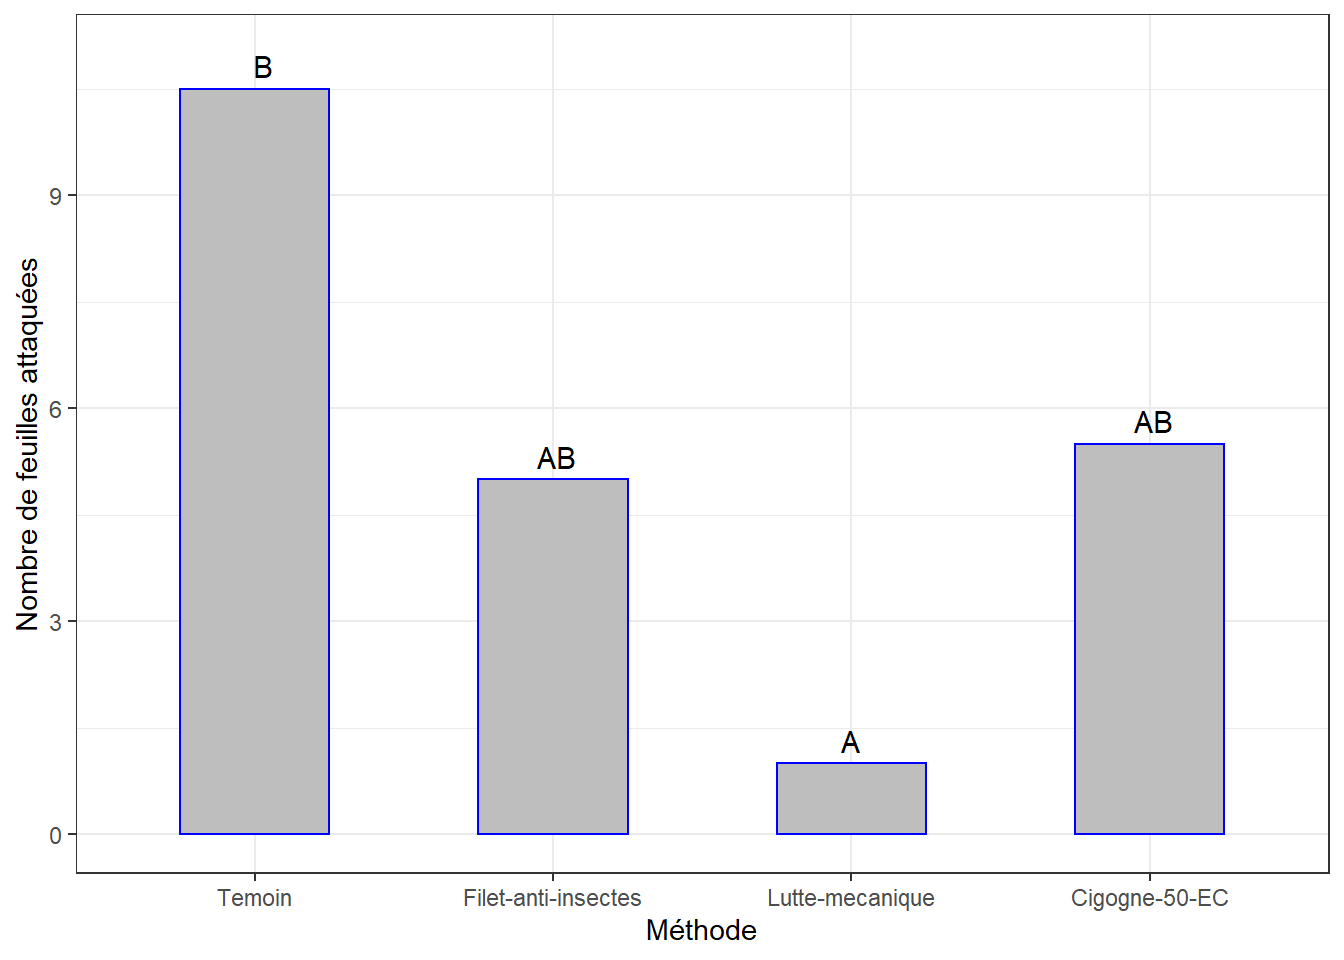 Nombre de feuilles attaquées
9
6
3
0
B
AB
A
AB
Temoin
Filet-anti-insectes
Lutte-mecanique
Cigogne-50-EC
Méthode